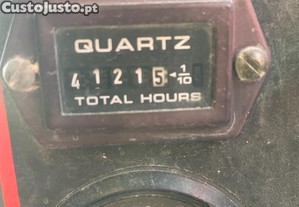 Custojusto.pt
QUARTZ
41215 ◄ 1/10
TOTAL HOURS